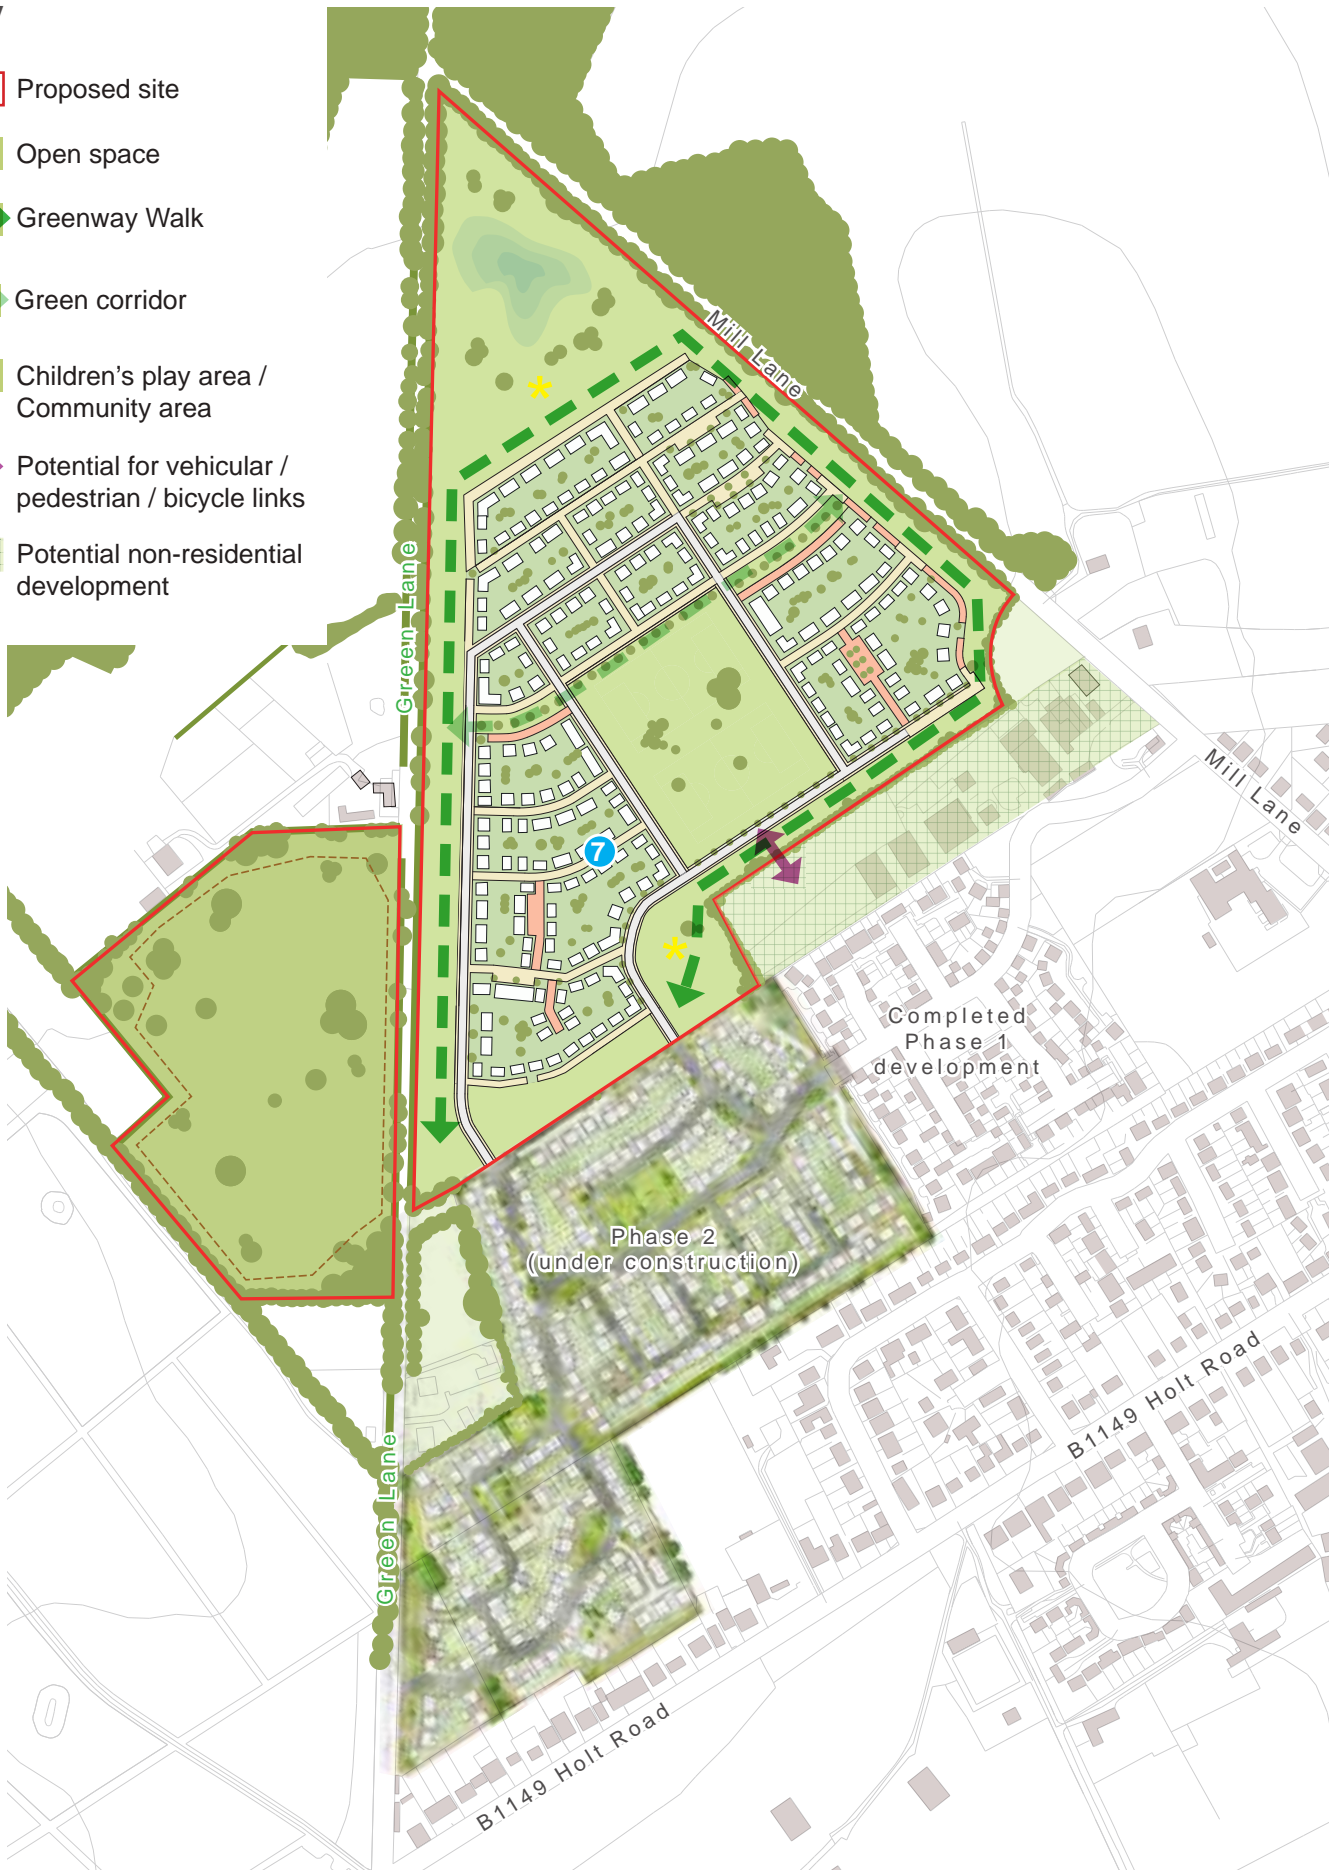 Proposed site
Open space
Greenway Walk
Green corridor
Children's play area /
Community area
Potential for vehicular /
pedestrian / bicycle links
Potential non-residential
development
Mill Lane
Green Lane
Mill Lane
7
Completed
Phase 1
development
Phase 2
(under construction)
B1149 Holt Road
Green Lane
B1149 Holt Road